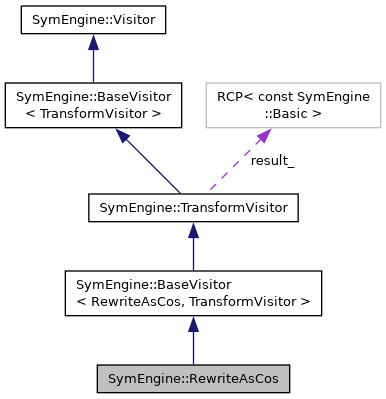 SymEngine::Visitor
SymEngine::BaseVisitor
< TransformVisitor >
RCP< const SymEngine
::Basic >
result_
SymEngine::TransformVisitor
SymEngine::BaseVisitor
< RewriteAsCos, TransformVisitor >
SymEngine::RewriteAsCos